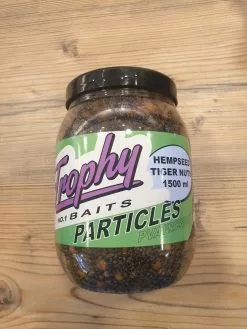 Trophy
NO.1 BAITS
HEMPSEED
TIGER NUTS
1500 ml
PARTICLES